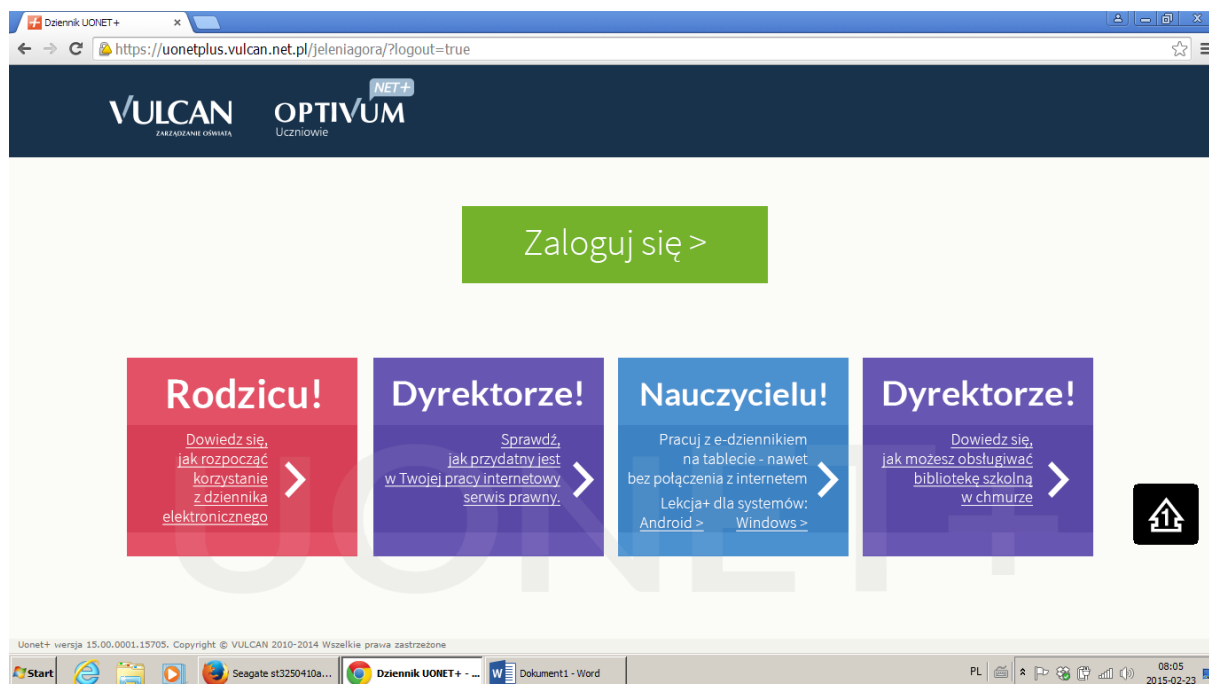 Dziennik UONET+
https://uonetplus.vulcan.net.pl/jeleniagora/?logout=true
VULCAN
ZARZĄDZANIE OŚWIATĄ
OPTIVUM NET+
Uczniowie
Zaloguj się >
Rodzicu!
Dowiedz się,
jak rozpocząć
korzystanie
z dziennika
elektronicznego
Dyrektorze!
Sprawdź,
jak przydatny jest
w Twojej pracy internetowy
serwis prawny.
Nauczycielu!
Pracuj z e-dziennikiem
na tablecie - nawet
bez połączenia z internetem
Lekcja+ dla systemów:
Android > Windows >
Dyrektorze!
Dowiedz się,
jak możesz obsługiwać
bibliotekę szkolną
w chmurze
1
UONET+
Uonet+ wersja 15.00.0001.15705. Copyright © VULCAN 2010-2014 Wszelkie prawa zastrzeżone
Start
Seagate st3250410a...
Dziennik UONET+ - ...
Dokument1 - Word
PL
08:05
2015-02-23